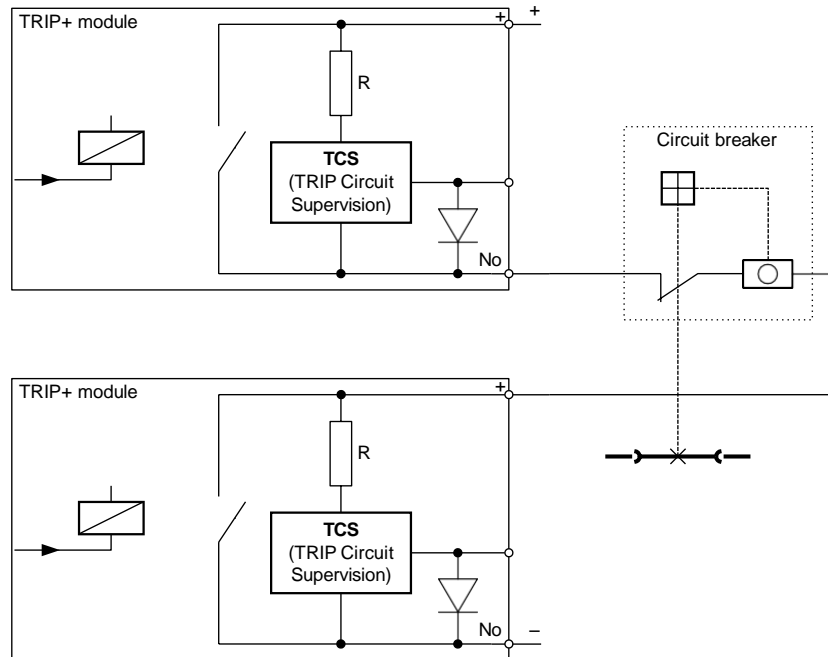 TRIP+ module
+
+
R
TCS
(TRIP Circuit
Supervision)
No
Circuit breaker
TRIP+ module
+
R
TCS
(TRIP Circuit
Supervision)
No
–